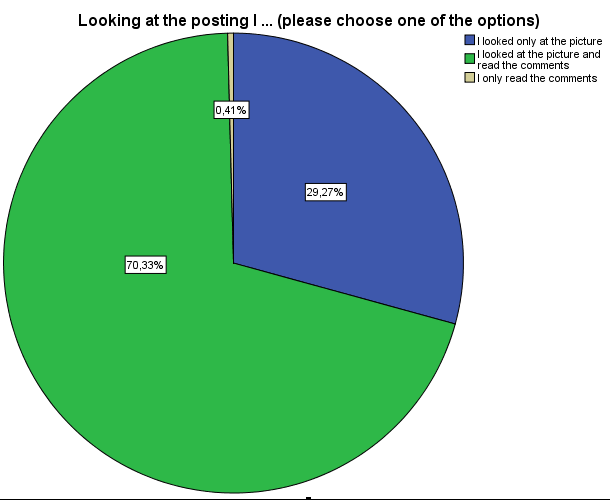 Looking at the posting I ... (please choose one of the options)
I looked only at the picture
I looked at the picture and
read the comments
I only read the comments
0,41%
29,27%
70,33%